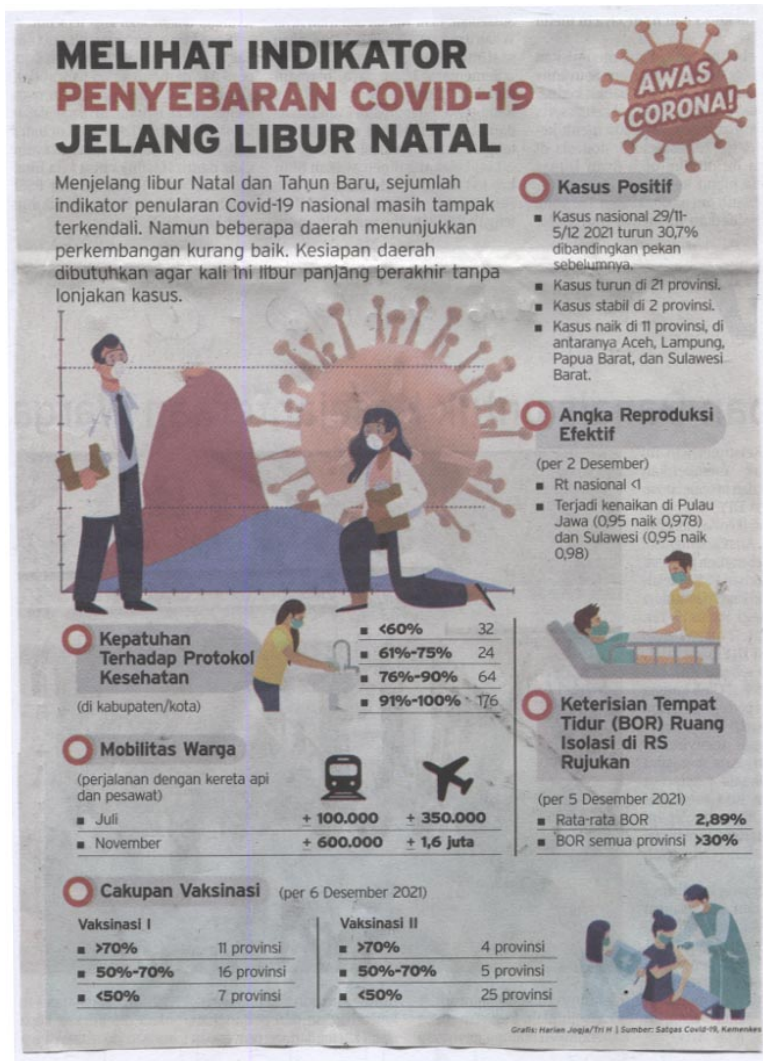 MELIHAT INDIKATOR
PENYEBARAN COVID-19
JELANG LIBUR NATAL
AWAS
CORONA!
Menjelang libur Natal dan Tahun Baru, sejumlah
indikator penularan Covid-19 nasional masih tampak
terkendali. Namun beberapa daerah menunjukkan
perkembangan kurang baik. Kesiapan daerah
dibutuhkan agar kali ini libur panjang berakhir tanpa
lonjakan kasus.
Kasus Positif
Kasus nasional 29/11-
5/12 2021 turun 30,7%
dibandingkan pekan
sebelumnya.
Kasus turun di 21 provinsi.
Kasus stabil di 2 provinsi.
Kasus naik di 11 provinsi, di
antaranya Aceh, Lampung,
Papua Barat, dan Sulawesi
Barat.
Angka Reproduksi
Efektif
(per 2 Desember)
Rt nasional <1
Terjadi kenaikan di Pulau
Jawa (0,95 naik 0,978)
dan Sulawesi (0,95 naik
0,98)
Kepatuhan
Terhadap Protokol
Kesehatan
(di kabupaten/kota)
<60% 32
61%-75% 24
76%-90% 64
91%-100% 176
Keterisian Tempat
Tidur (BOR) Ruang
Isolasi di RS
Rujukan
(per 5 Desember 2021)
Rata-rata BOR 2,89%
BOR semua provinsi >30%
Mobilitas Warga
(perjalanan dengan kereta api
dan pesawat)
Juli ± 100.000 ± 350.000
November ± 600.000 ± 1,6 juta
Cakupan Vaksinasi (per 6 Desember 2021)
Vaksinasi I
>70% 11 provinsi
50%-70% 16 provinsi
<50% 7 provinsi
Vaksinasi II
>70% 4 provinsi
50%-70% 5 provinsi
<50% 25 provinsi
Grafis: Harian Jogja/Tri H | Sumber: Satgas Covid-19, Kemenkes